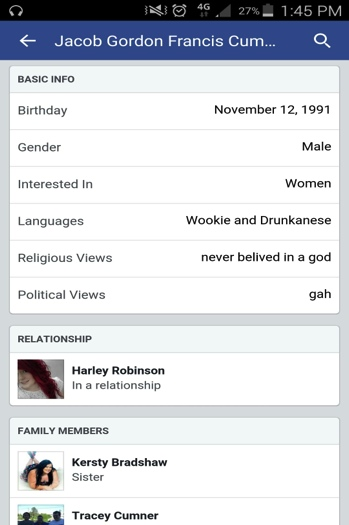 4G 27% 1:45 PM
Jacob Gordon Francis Cum...
BASIC INFO
Birthday November 12, 1991
Gender Male
Interested In Women
Languages Wookie and Drunkanese
Religious Views never belived in a god
Political Views gah
RELATIONSHIP
Harley Robinson
In a relationship
FAMILY MEMBERS
Kersty Bradshaw
Sister
Tracey Cumner